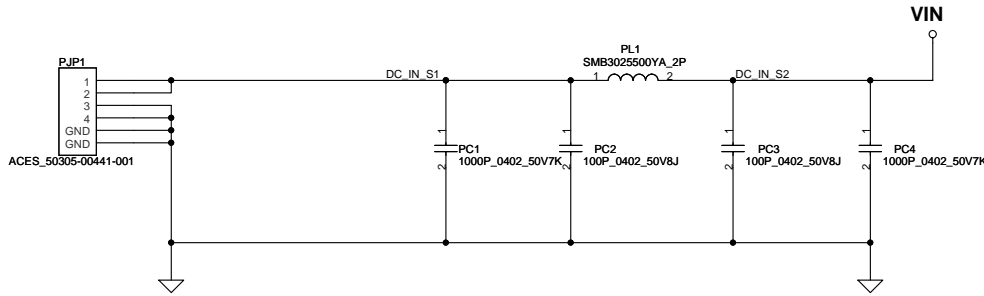 VIN
PJP1
PL1
SMB3025500YA_2P
DC_IN_S1
1
2
DC_IN_S2
1
2
3
4
GND
GND
ACES_50305-00441-001
1
2
PC1
1000P_0402_50V7K
1
2
PC2
100P_0402_50V8J
1
2
PC3
100P_0402_50V8J
1
2
PC4
1000P_0402_50V7K